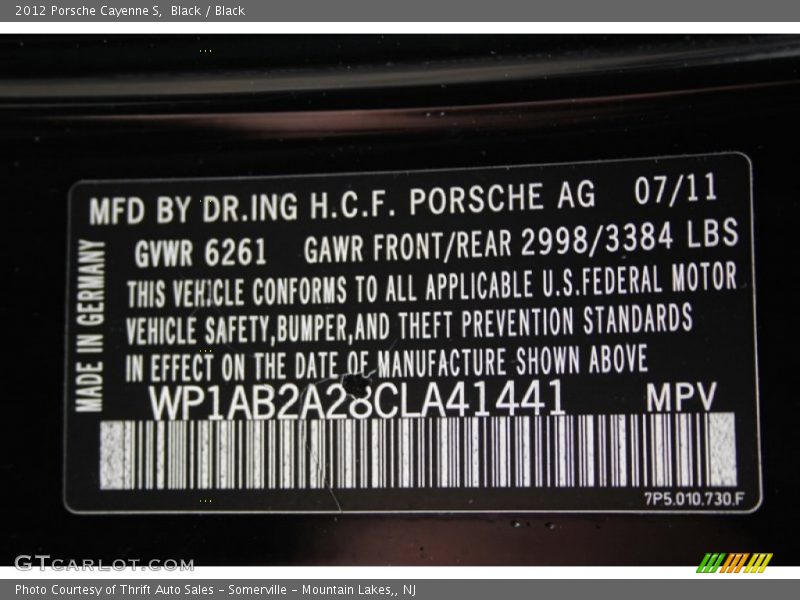 2012 Porsche Cayenne S, Black / Black
MFD BY DR.ING H.C.F. PORSCHE AG 07/11
GVWR 6261 GAWR FRONT/REAR 2998/3384 LBS
THIS VEHICLE CONFORMS TO ALL APPLICABLE U.S.FEDERAL MOTOR
VEHICLE SAFETY,BUMPER,AND THEFT PREVENTION STANDARDS
IN EFFECT ON THE DATE OF MANUFACTURE SHOWN ABOVE
MADE IN GERMANY
WP1AB2A28CLA41441 MPV
7P5.010.730.F
GTCARLOT.COM
Photo Courtesy of Thrift Auto Sales - Somerville - Mountain Lakes,, NJ